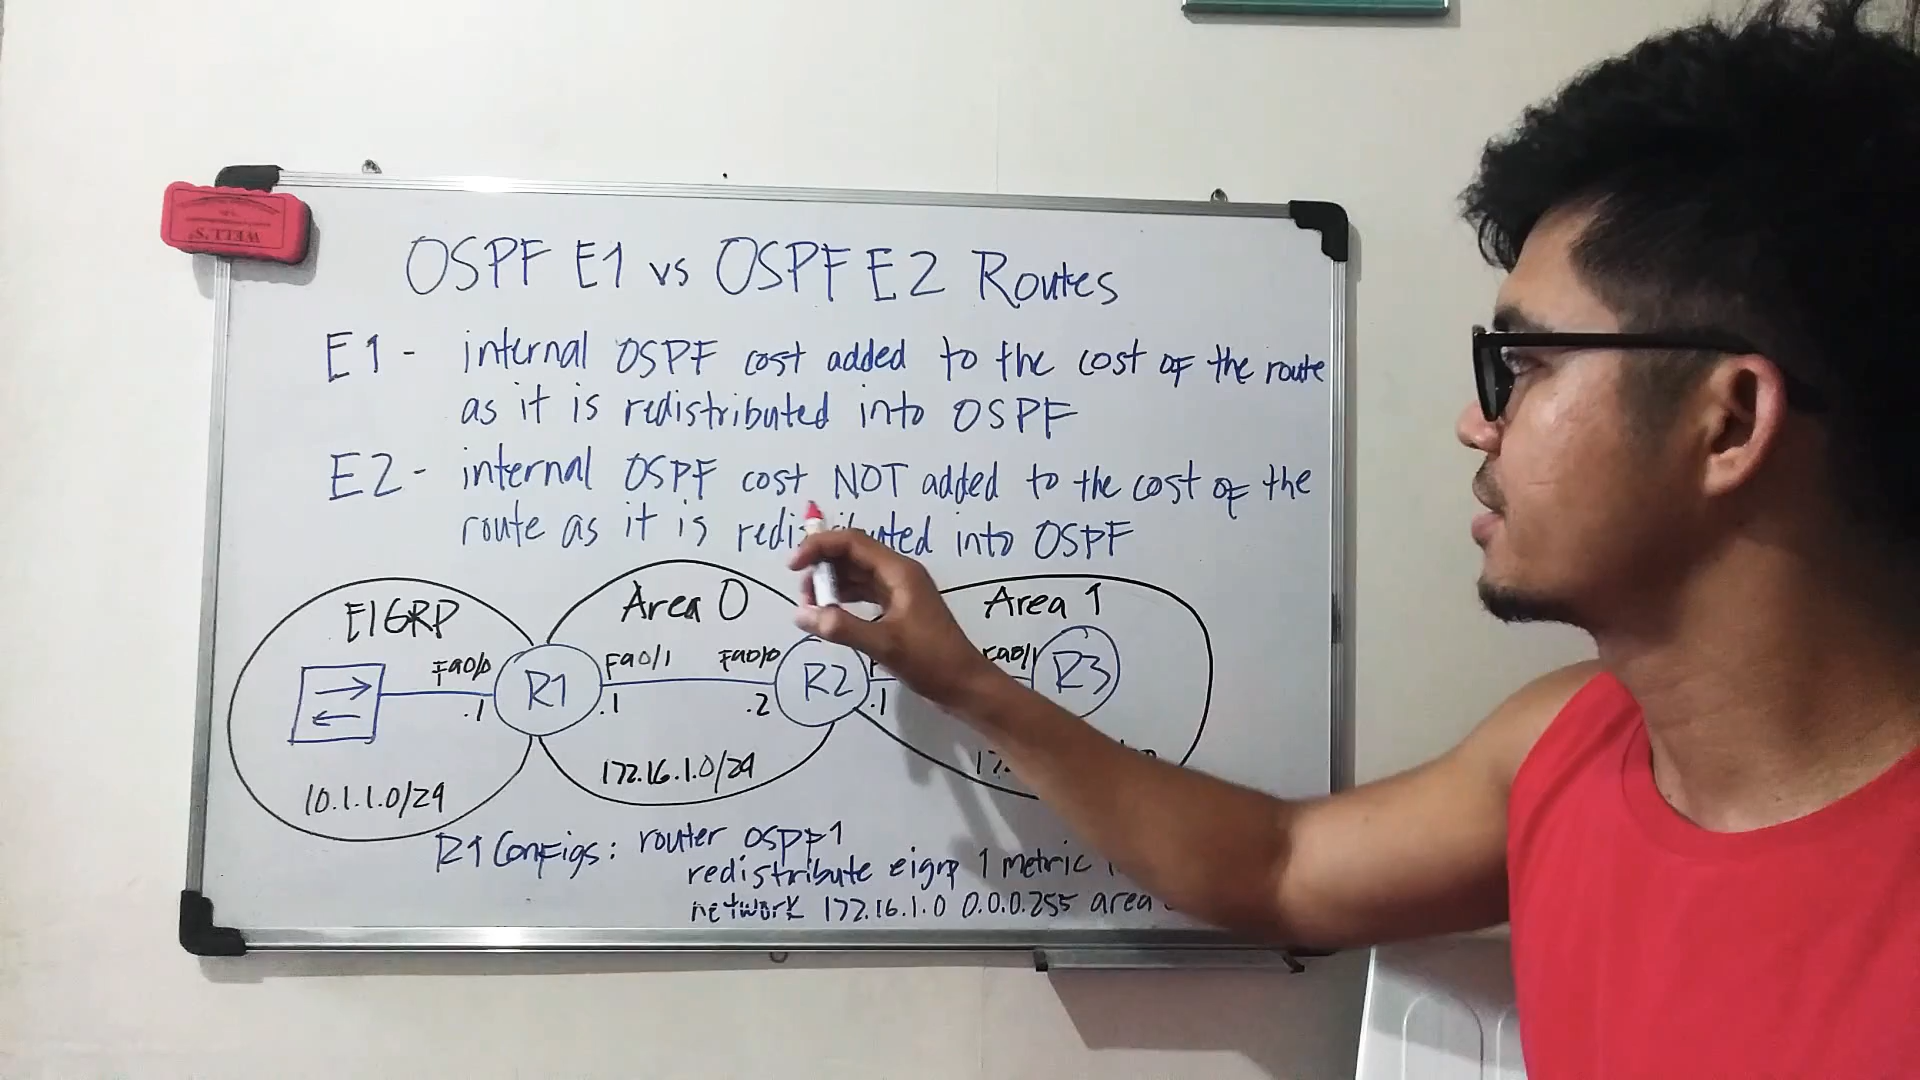 WELL'S
OSPF E1 vs OSPF E2 Routes
E1 - internal OSPF cost added to the cost of the route
as it is redistributed into OSPF
E2 - internal OSPF cost NOT added to the cost of the
route as it is redistributed into OSPF
EIGRP
Area 0
Area 1
Fa0/0
R1
Fa0/1
Fa0/0
R2
Fa0/1
R3
.1
.1
.2
.1
10.1.1.0/24
172.16.1.0/24
R1 Configs: router ospf 1
redistribute eigrp 1 metric
network 172.16.1.0 0.0.0.255 area